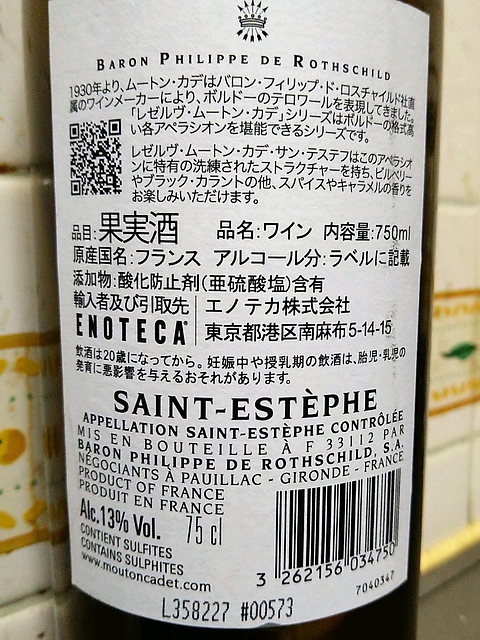 BARON PHILIPPE DE ROTHSCHILD
1930年より、ムートン・カデはバロン・フィリップ・ド・ロスチャイルド社直
属のワインメーカーにより、ボルドーのテロワールを表現してきました。
「レゼルヴ・ムートン・カデ」シリーズはボルドーの格式高
い各アペラシオンを堪能できるシリーズです。
レゼルヴ・ムートン・カデ・サン・テステフはこのアペラシオ
ンに特有の洗練されたストラクチャーを持ち、ビルベリー
やブラック・カラントの他、スパイスやキャラメルの香りを
お楽しみいただけます。
品目:果実酒 品名:ワイン 内容量:750ml
原産国名:フランス アルコール分:ラベルに記載
添加物:酸化防止剤(亜硫酸塩)含有
輸入者及び引取先 エノテカ株式会社
ENOTECA® 東京都港区南麻布5-14-15
飲酒は20歳になってから。妊娠中や授乳期の飲酒は、胎児・乳児の
発育に悪影響を与えるおそれがあります。
SAINT-ESTÈPHE
APPELLATION SAINT-ESTÈPHE CONTRÔLÉE
MIS EN BOUTEILLE À F 33112 PAR
BARON PHILIPPE DE ROTHSCHILD, S.A.
NÉGOCIANTS À PAUILLAC - GIRONDE - FRANCE
PRODUCT OF FRANCE
PRODUIT EN FRANCE
Alc.13% Vol. 75 cl
CONTIENT SULFITES
CONTAINS SULPHITES
www.moutoncadet.com
3 262156 034750
7040347
L358227 #00573